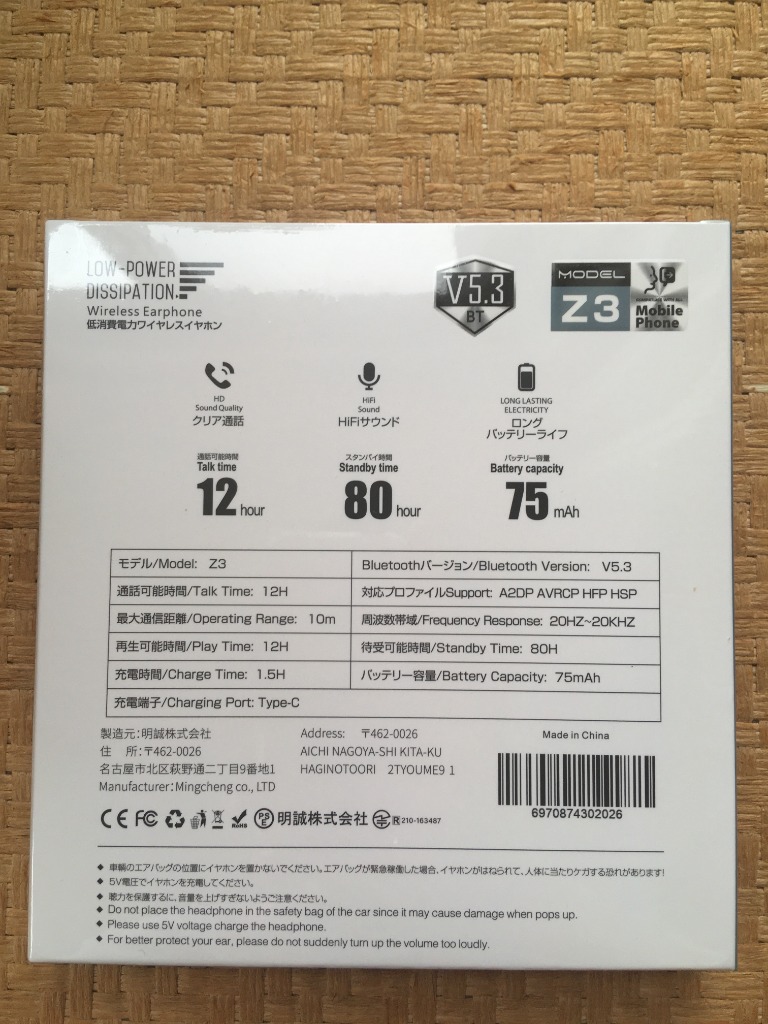 LOW-POWER
DISSIPATION.
Wireless Earphone
低消費電力ワイヤレスイヤホン
V5.3
BT
MODEL
Z3
Mobile
Phone
HD
Sound Quality
クリア通話
HiFi
Sound
HiFiサウンド
LONG LASTING
ELECTRICITY
ロング
バッテリーライフ
通話可能時間
Talk time
12 hour
スタンバイ時間
Standby time
80 hour
バッテリー容量
Battery capacity
75 mAh
モデル/Model: Z3
Bluetoothバージョン/Bluetooth Version: V5.3
通話可能時間/Talk Time: 12H
対応プロファイルSupport: A2DP AVRCP HFP HSP
最大通信距離/Operating Range: 10m
周波数帯域/Frequency Response: 20HZ~20KHZ
再生可能時間/Play Time: 12H
待受可能時間/Standby Time: 80H
充電時間/Charge Time: 1.5H
バッテリー容量/Battery Capacity: 75mAh
充電端子/Charging Port: Type-C
製造元:明誠株式会社
住 所:〒462-0026
名古屋市北区萩野通二丁目9番地1
Manufacturer:Mingcheng co., LTD
Address: 〒462-0026
AICHI NAGOYA-SHI KITA-KU
HAGINOTOORI 2TYOUME9 1
Made in China
6970874302026
CE FC RoHS PSE 明誠株式会社 R 210-163487
◆ 車輌のエアバッグの位置にイヤホンを置かないでください。エアバッグが緊急稼働した場合、イヤホンがはねられて、人体に当たりケガする恐れがあります!
◆ 5V電圧でイヤホンを充電してください。
◆ 聴力を保護するに、音量を上げすぎないようご注意ください。
◆ Do not place the headphone in the safety bag of the car since it may cause damage when pops up.
◆ Please use 5V voltage charge the headphone.
◆ For better protect your ear, please do not suddenly turn up the volume too loudly.